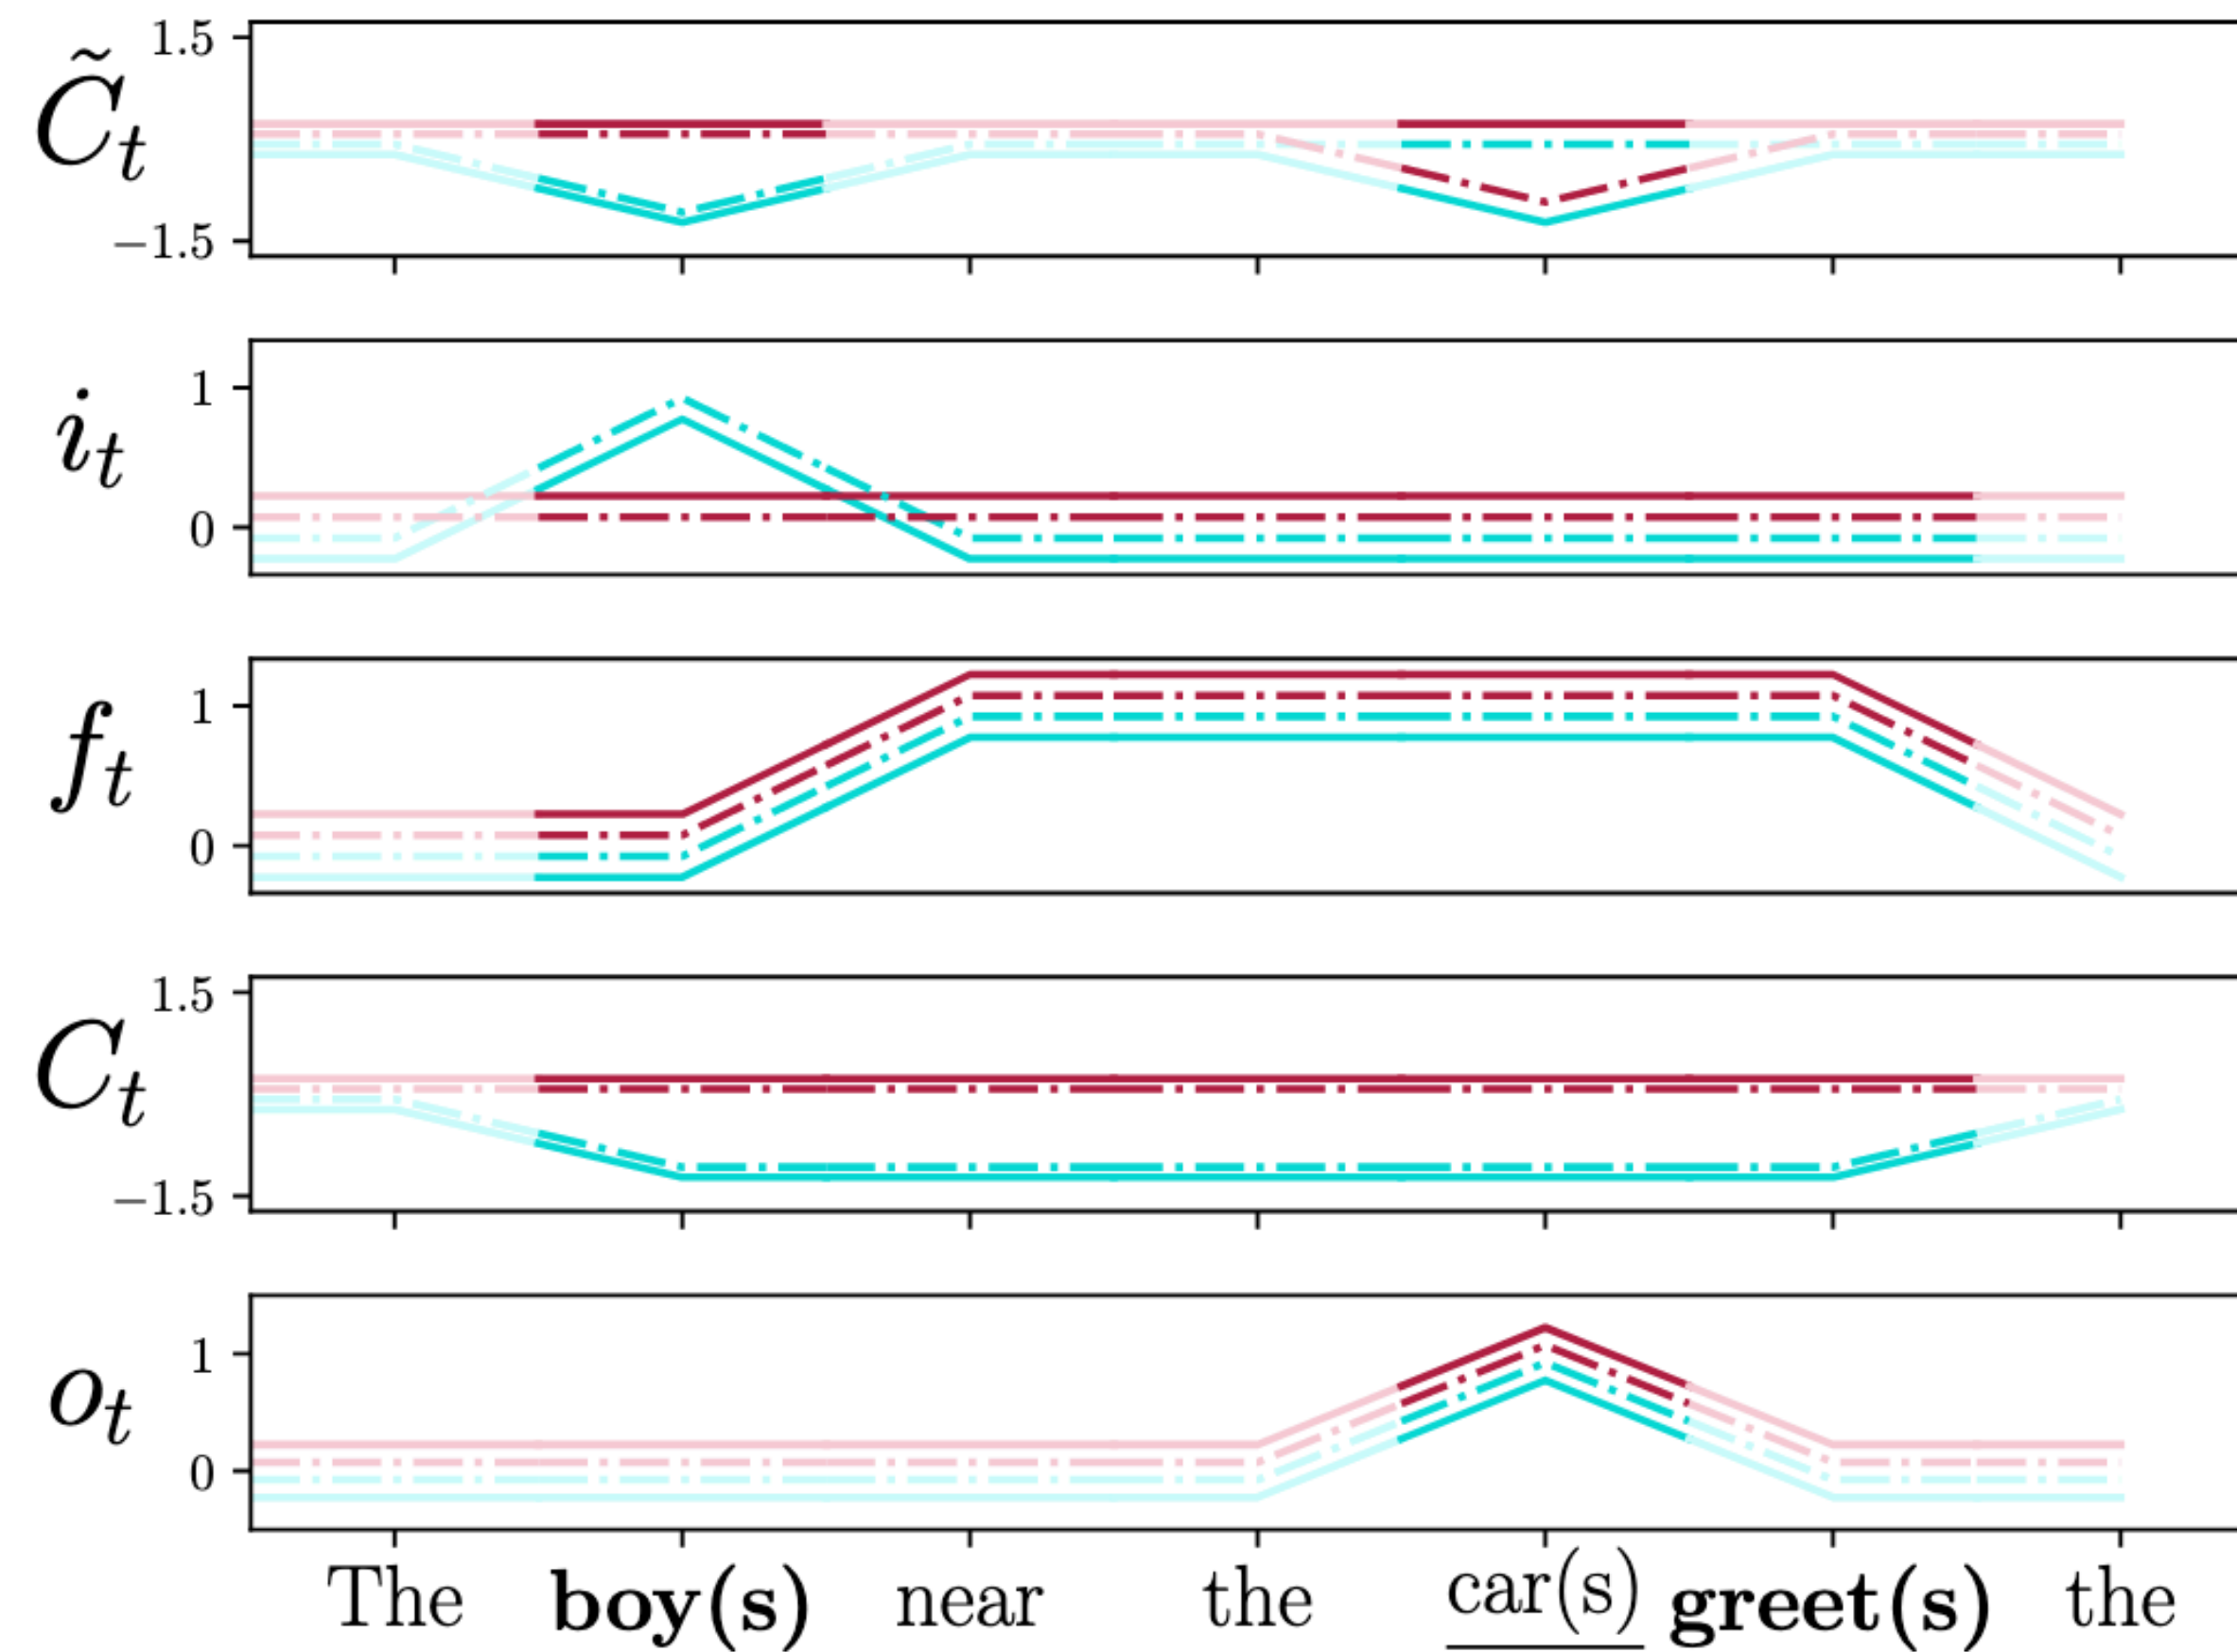 1.5
C̃t
−1.5
1
it
0
1
ft
0
1.5
Ct
−1.5
1
ot
0
The boy(s) near the car(s) greet(s) the